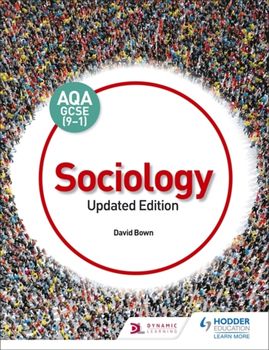 AQA
GCSE
(9–1)
Sociology
Updated Edition
David Bown
DYNAMIC
LEARNING
HODDER
EDUCATION
LEARN MORE